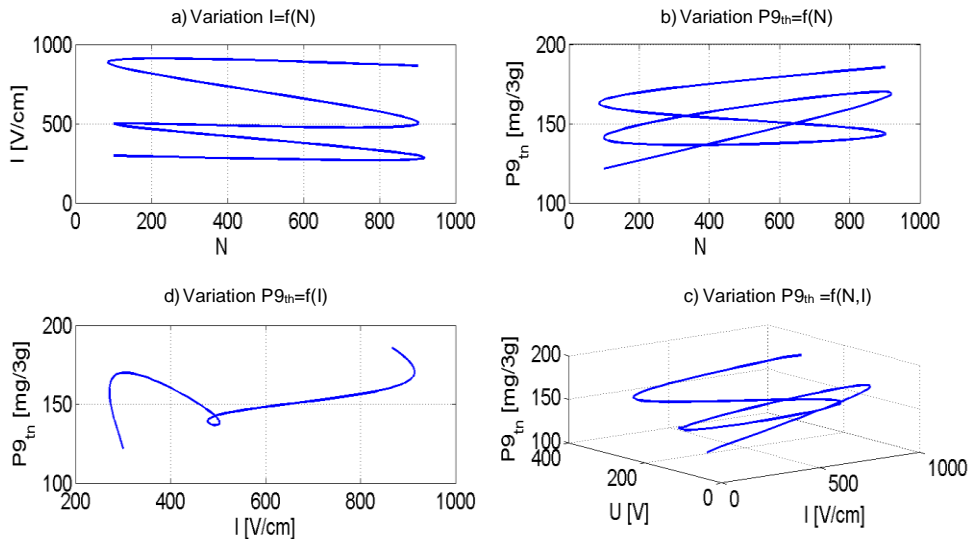 a) Variation I=f(N)
1000
500
0
I [V/cm]
0 200 400 600 800 1000
N
b) Variation P9th=f(N)
200
150
100
P9tn [mg/3g]
0 200 400 600 800 1000
N
d) Variation P9th=f(I)
200
150
100
P9tn [mg/3g]
200 400 600 800 1000
I [V/cm]
c) Variation P9th =f(N,I)
200
150
100
P9tn [mg/3g]
400 200 0
U [V]
0 500 1000
I [V/cm]